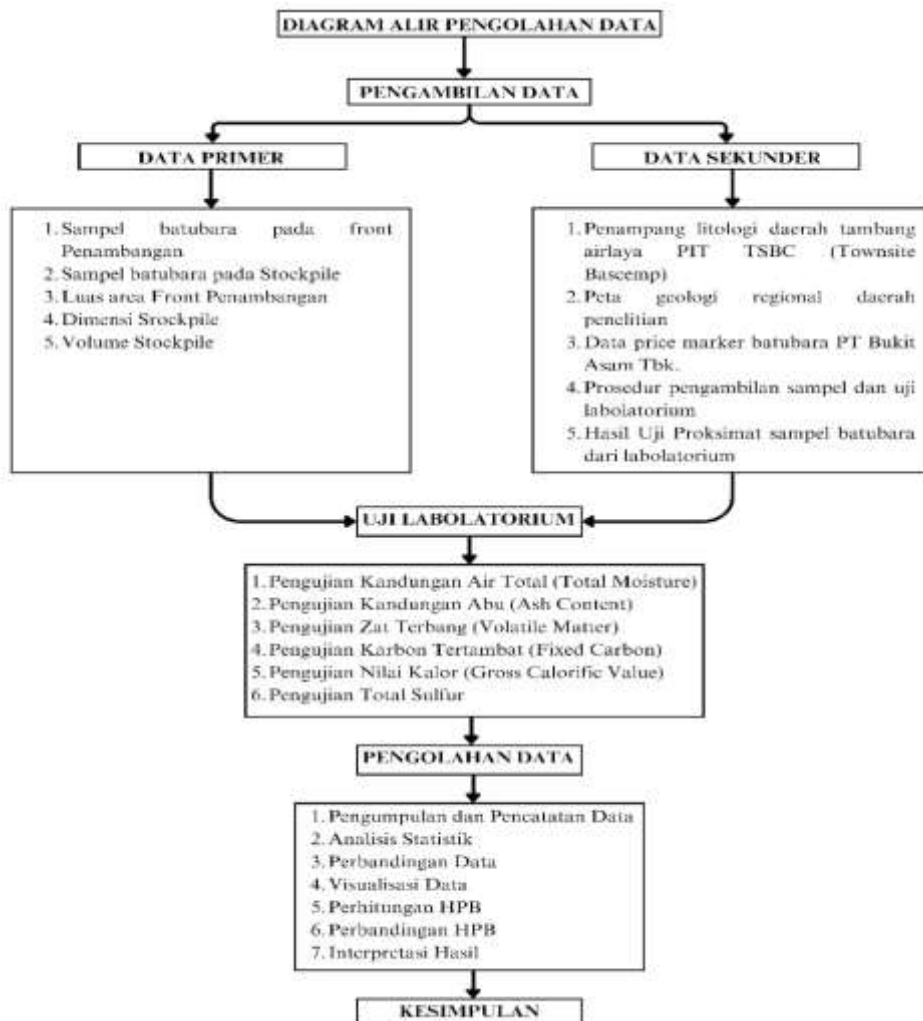 DIAGRAM ALIR PENGOLAHAN DATA
PENGAMBILAN DATA
DATA PRIMER
1. Sampel batubara pada front
Penambangan
2. Sampel batubara pada Stockpile
3. Luas area Front Penambangan
4. Dimensi Srockpile
5. Volume Stockpile
DATA SEKUNDER
1. Penampang litologi daerah tambang
airlaya PIT TSBC (Townsite
Bascemp)
2. Peta geologi regional daerah
penelitian
3. Data price marker batubara PT Bukit
Asam Tbk.
4. Prosedur pengambilan sampel dan uji
labolatorium
5. Hasil Uji Proksimat sampel batubara
dari labolatorium
UJI LABOLATORIUM
1. Pengujian Kandungan Air Total (Total Moisture)
2. Pengujian Kandungan Abu (Ash Content)
3. Pengujian Zat Terbang (Volatile Matter)
4. Pengujian Karbon Tertambat (Fixed Carbon)
5. Pengujian Nilai Kalor (Gross Calorific Value)
6. Pengujian Total Sulfur
PENGOLAHAN DATA
1. Pengumpulan dan Pencatatan Data
2. Analisis Statistik
3. Perbandingan Data
4. Visualisasi Data
5. Perhitungan HPB
6. Perbandingan HPB
7. Interpretasi Hasil
KESIMPULAN